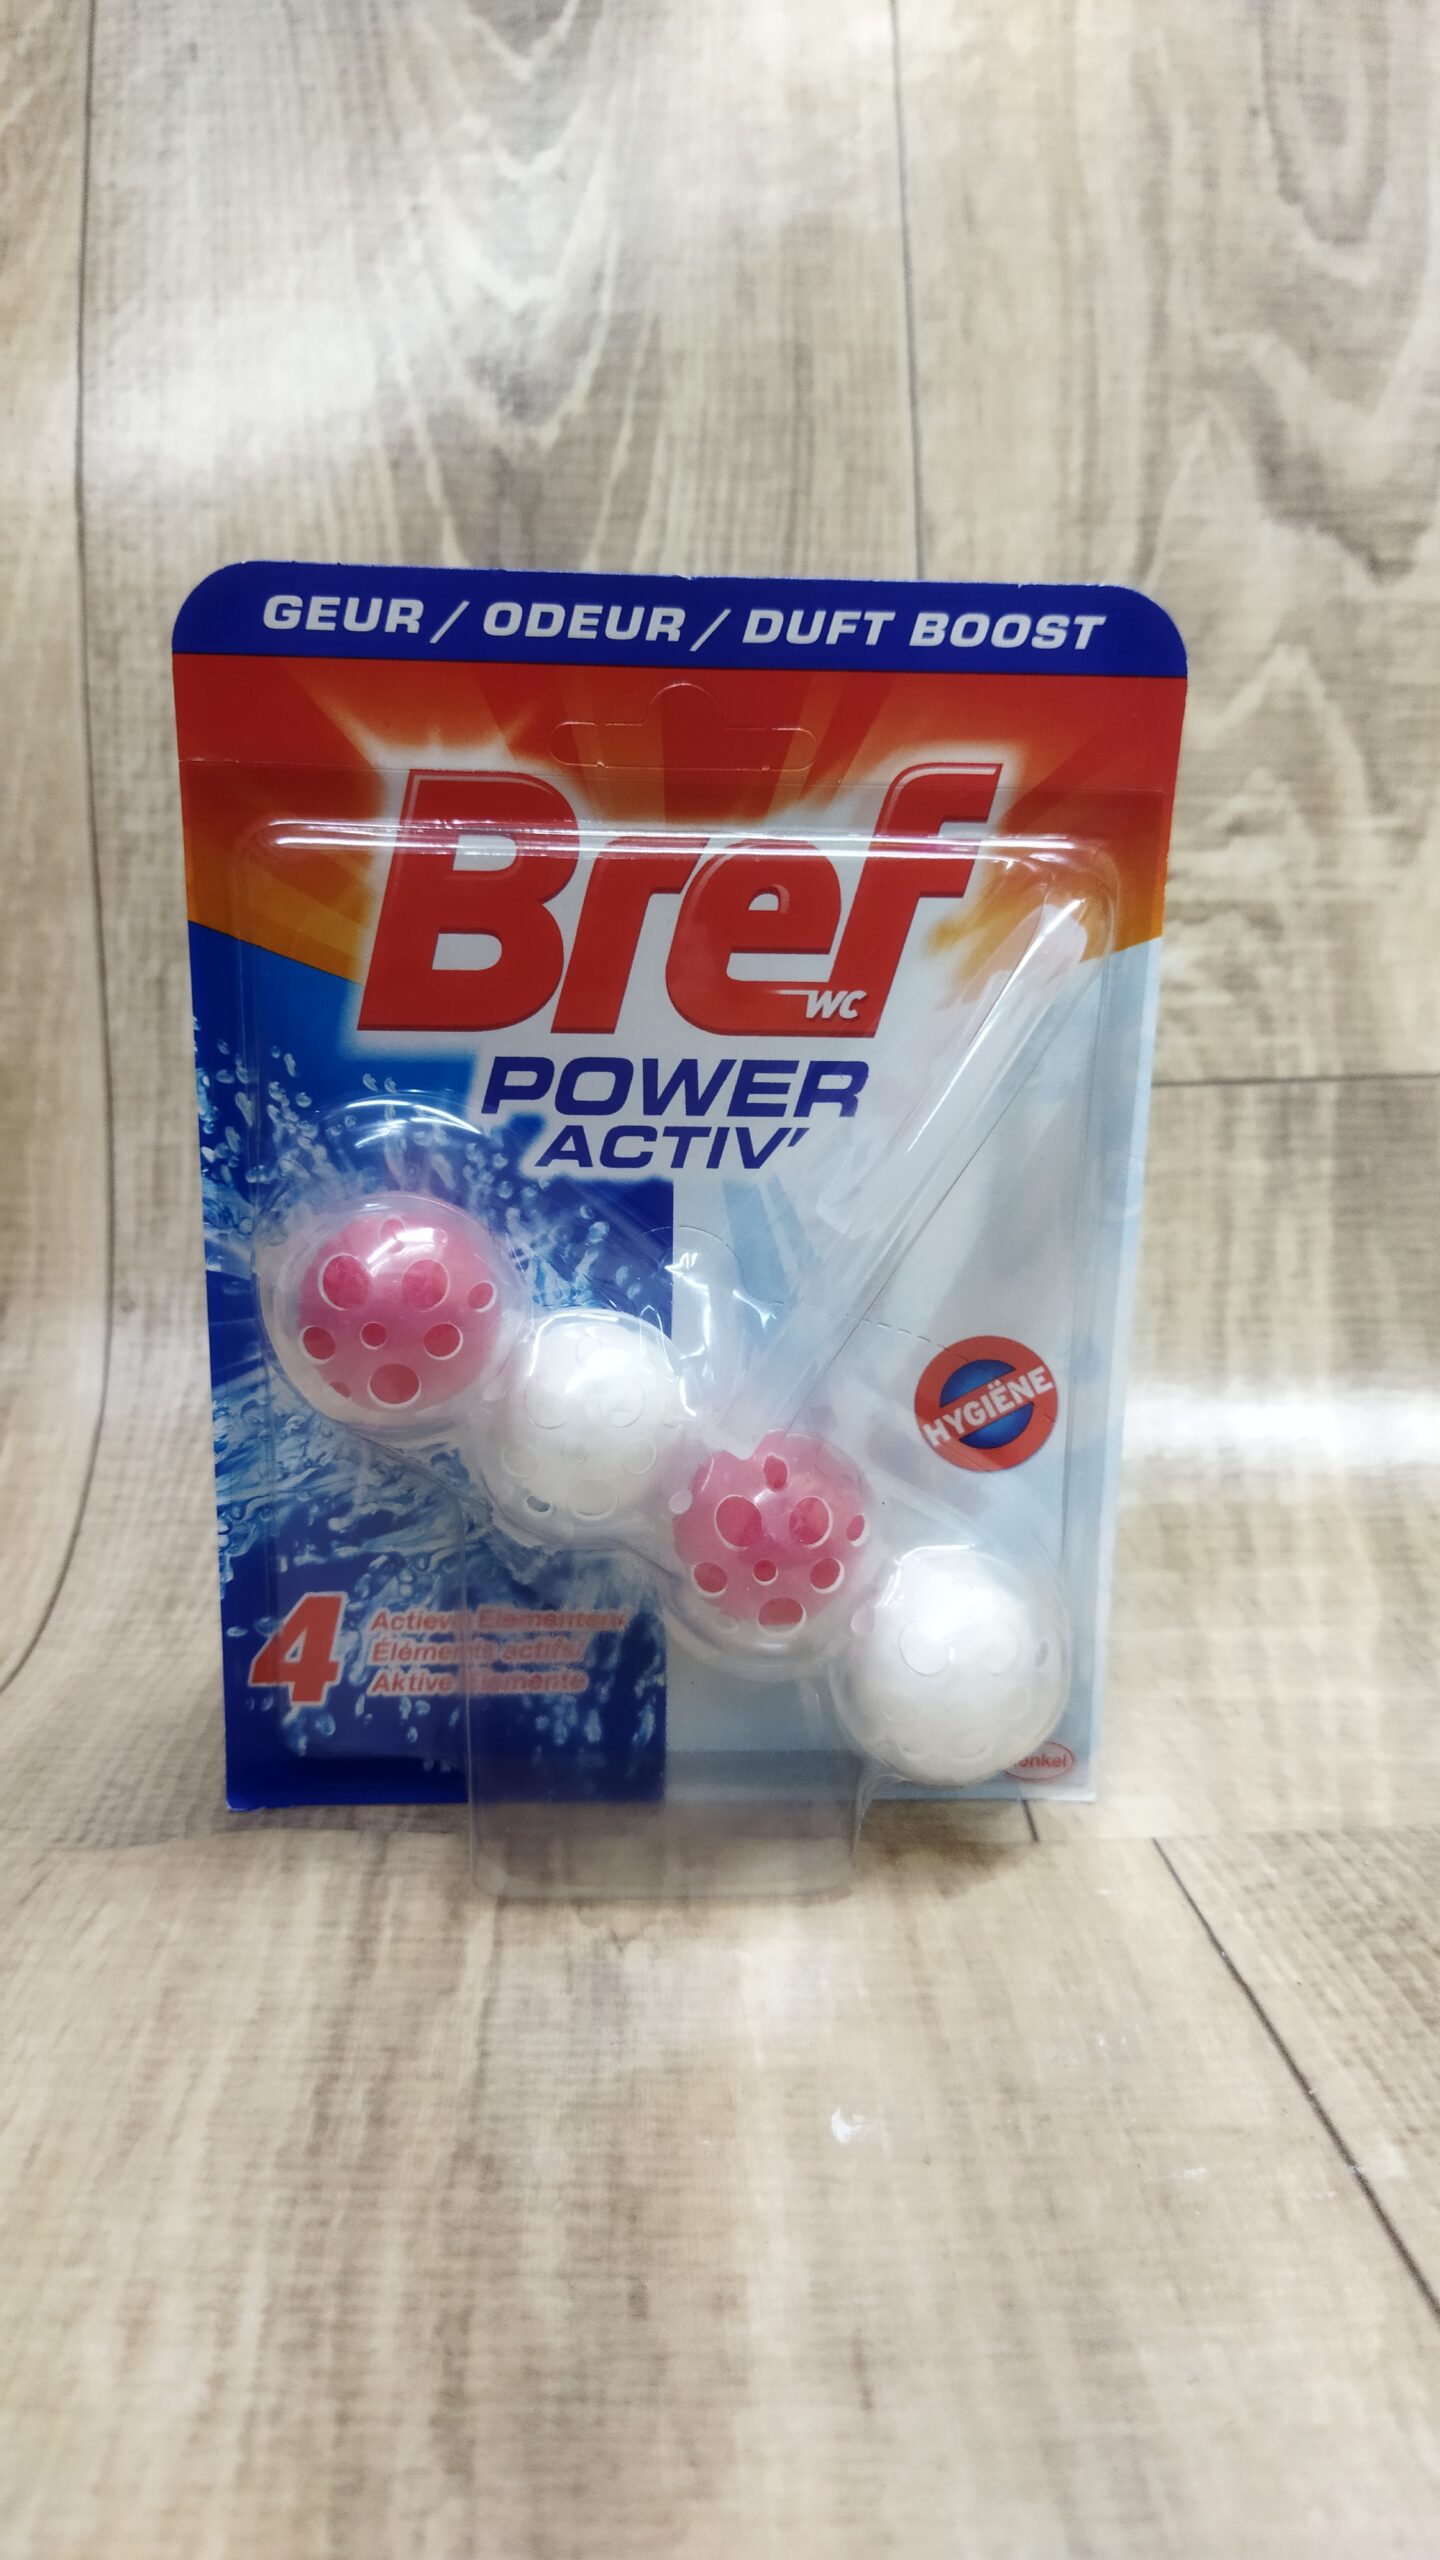 GEUR / ODEUR / DUFT BOOST
Bref
WC
POWER
ACTIV'
HYGIËNE
4
Actieve Elementen/
Éléments actifs/
Aktive Elemente